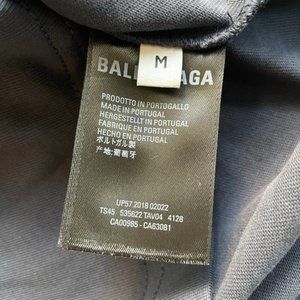 M
BALENCIAGA
PRODOTTO IN PORTOGALLO
MADE IN PORTUGAL
HERGESTELLT IN PORTUGAL
FABRIQUE EN PORTUGAL
HECHO EN PORTUGAL
ポルトガル製
产地:葡萄牙
UP57 2018 02022
TS45 535622 TAV04 4128
CA00985 - CA63081